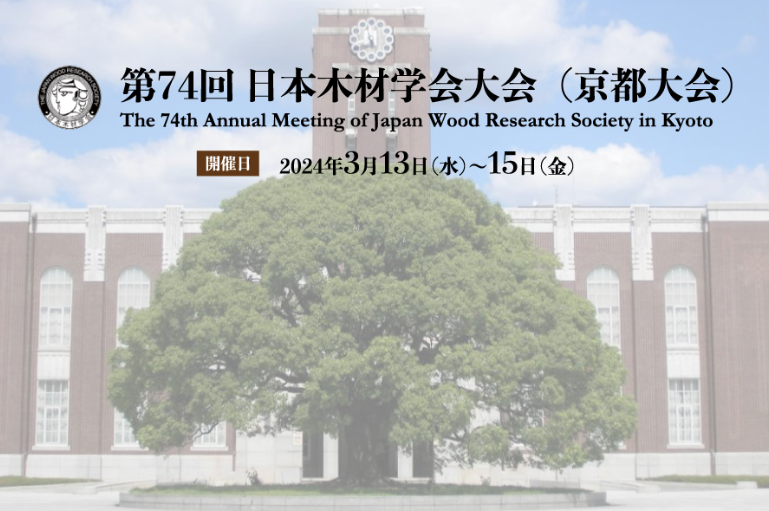 第74回 日本木材学会大会（京都大会）
The 74th Annual Meeting of Japan Wood Research Society in Kyoto
開催日 2024年3月13日（水）～15日（金）